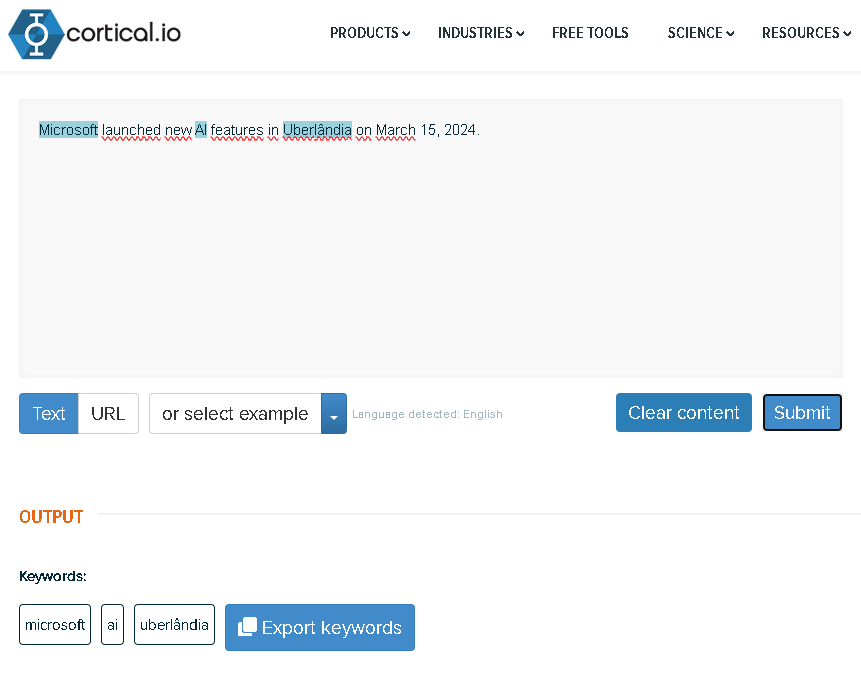 cortical.io
PRODUCTS INDUSTRIES FREE TOOLS SCIENCE RESOURCES
Microsoft launched new AI features in Uberlândia on March 15, 2024.
Text URL or select example Language detected: English Clear content Submit
OUTPUT
Keywords:
microsoft ai uberlândia Export keywords